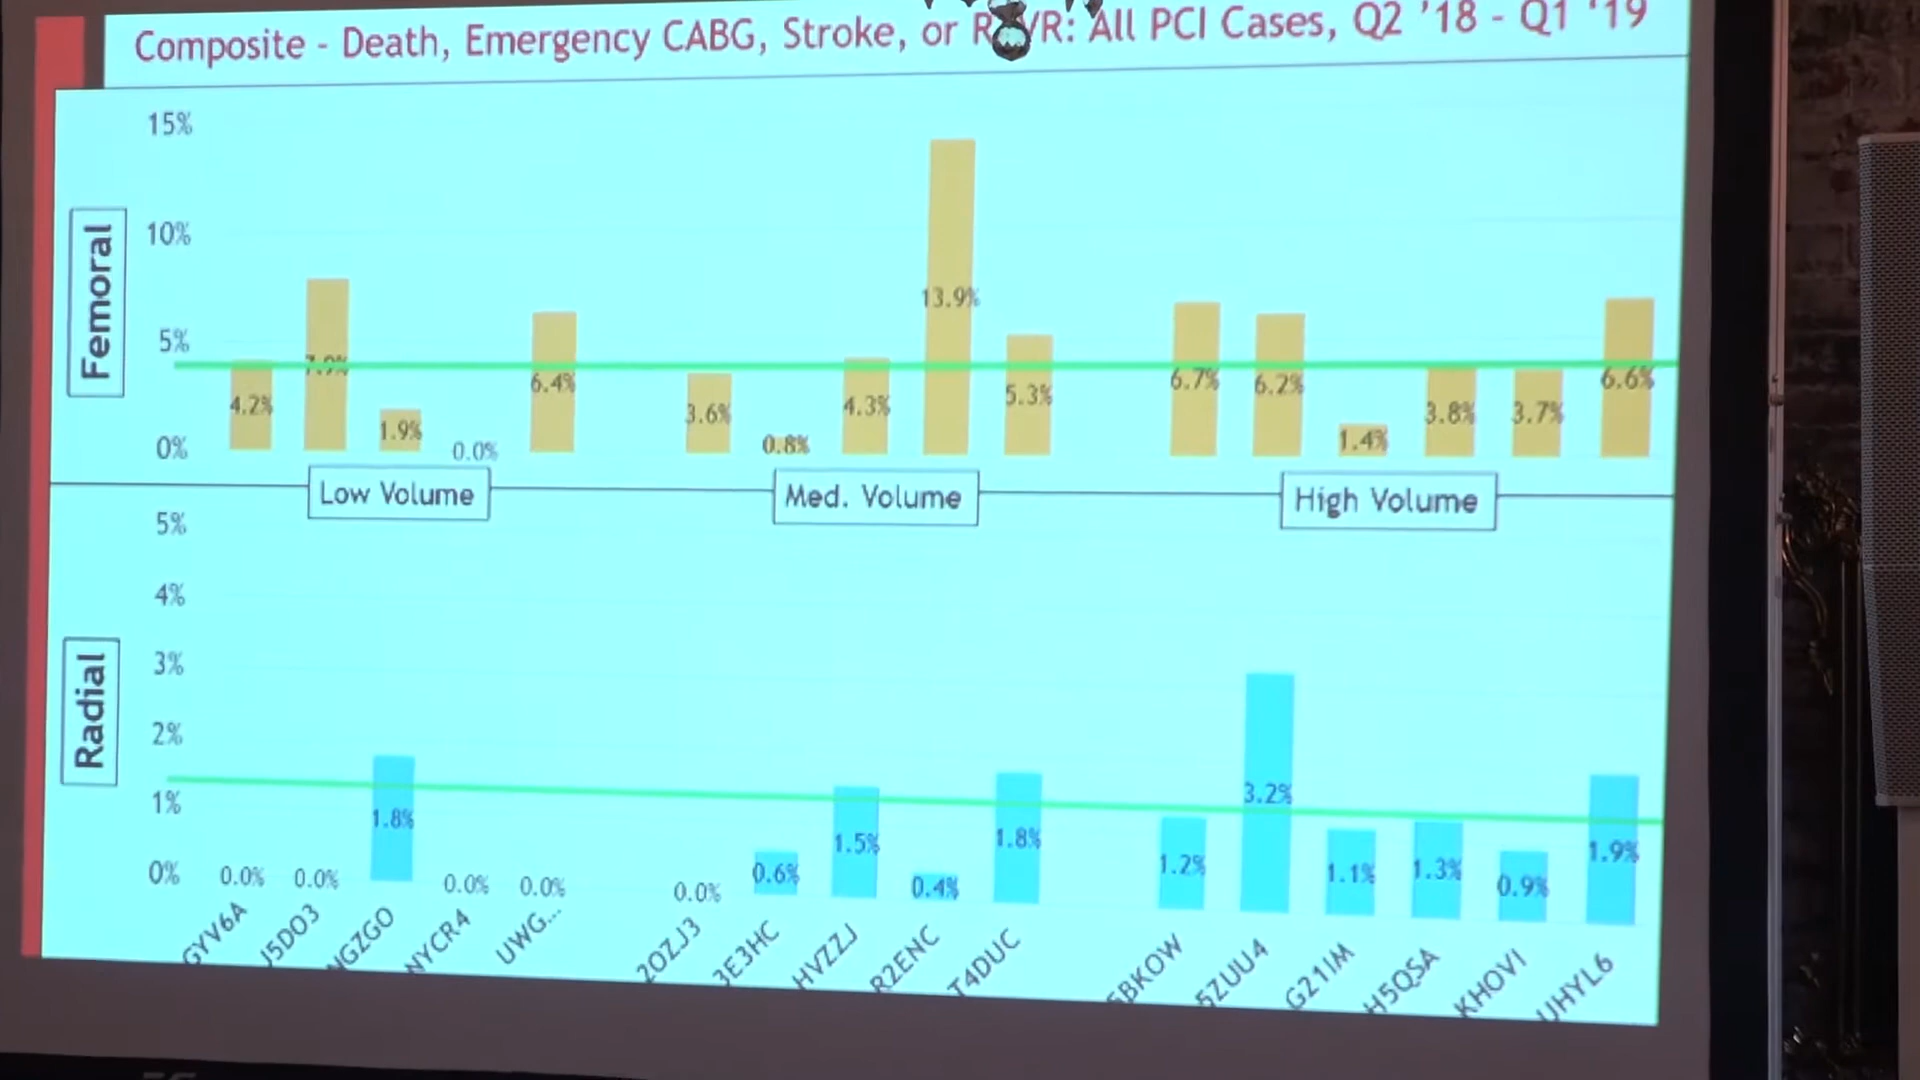 Composite - Death, Emergency CABG, Stroke, or R VR: All PCI Cases, Q2 '18 - Q1 '19
Femoral
15%
10%
5%
0%
4.2%
7.9%
1.9%
0.0%
6.4%
3.6%
0.8%
4.3%
13.9%
5.3%
6.7%
6.2%
1.4%
3.8%
3.7%
6.6%
Low Volume
Med. Volume
High Volume
Radial
5%
4%
3%
2%
1%
0%
0.0%
0.0%
1.8%
0.0%
0.0%
0.0%
0.6%
1.5%
0.4%
1.8%
1.2%
3.2%
1.1%
1.3%
0.9%
1.9%
GYV6A
J5DO3
NGZGO
NYCR4
UWG...
2OZJ3
3E3HC
HVZZJ
R2ENC
T4DUC
BKOW
5ZUU4
G21IM
H5QSA
KHOVI
UHYL6